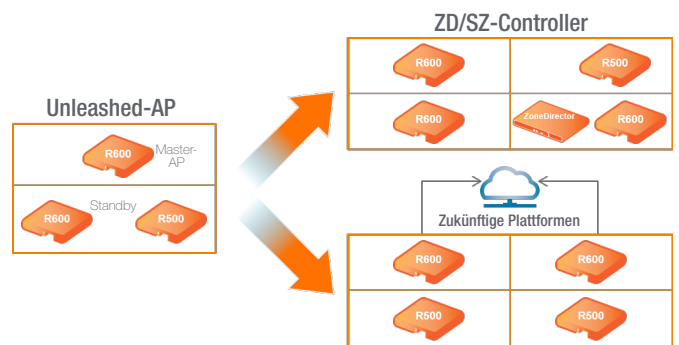 Unleashed-AP
R600
Master-
AP
R600
Standby
R500
ZD/SZ-Controller
R600
R500
R600
ZoneDirector
R600
Zukünftige Plattformen
R600
R600
R500
R500